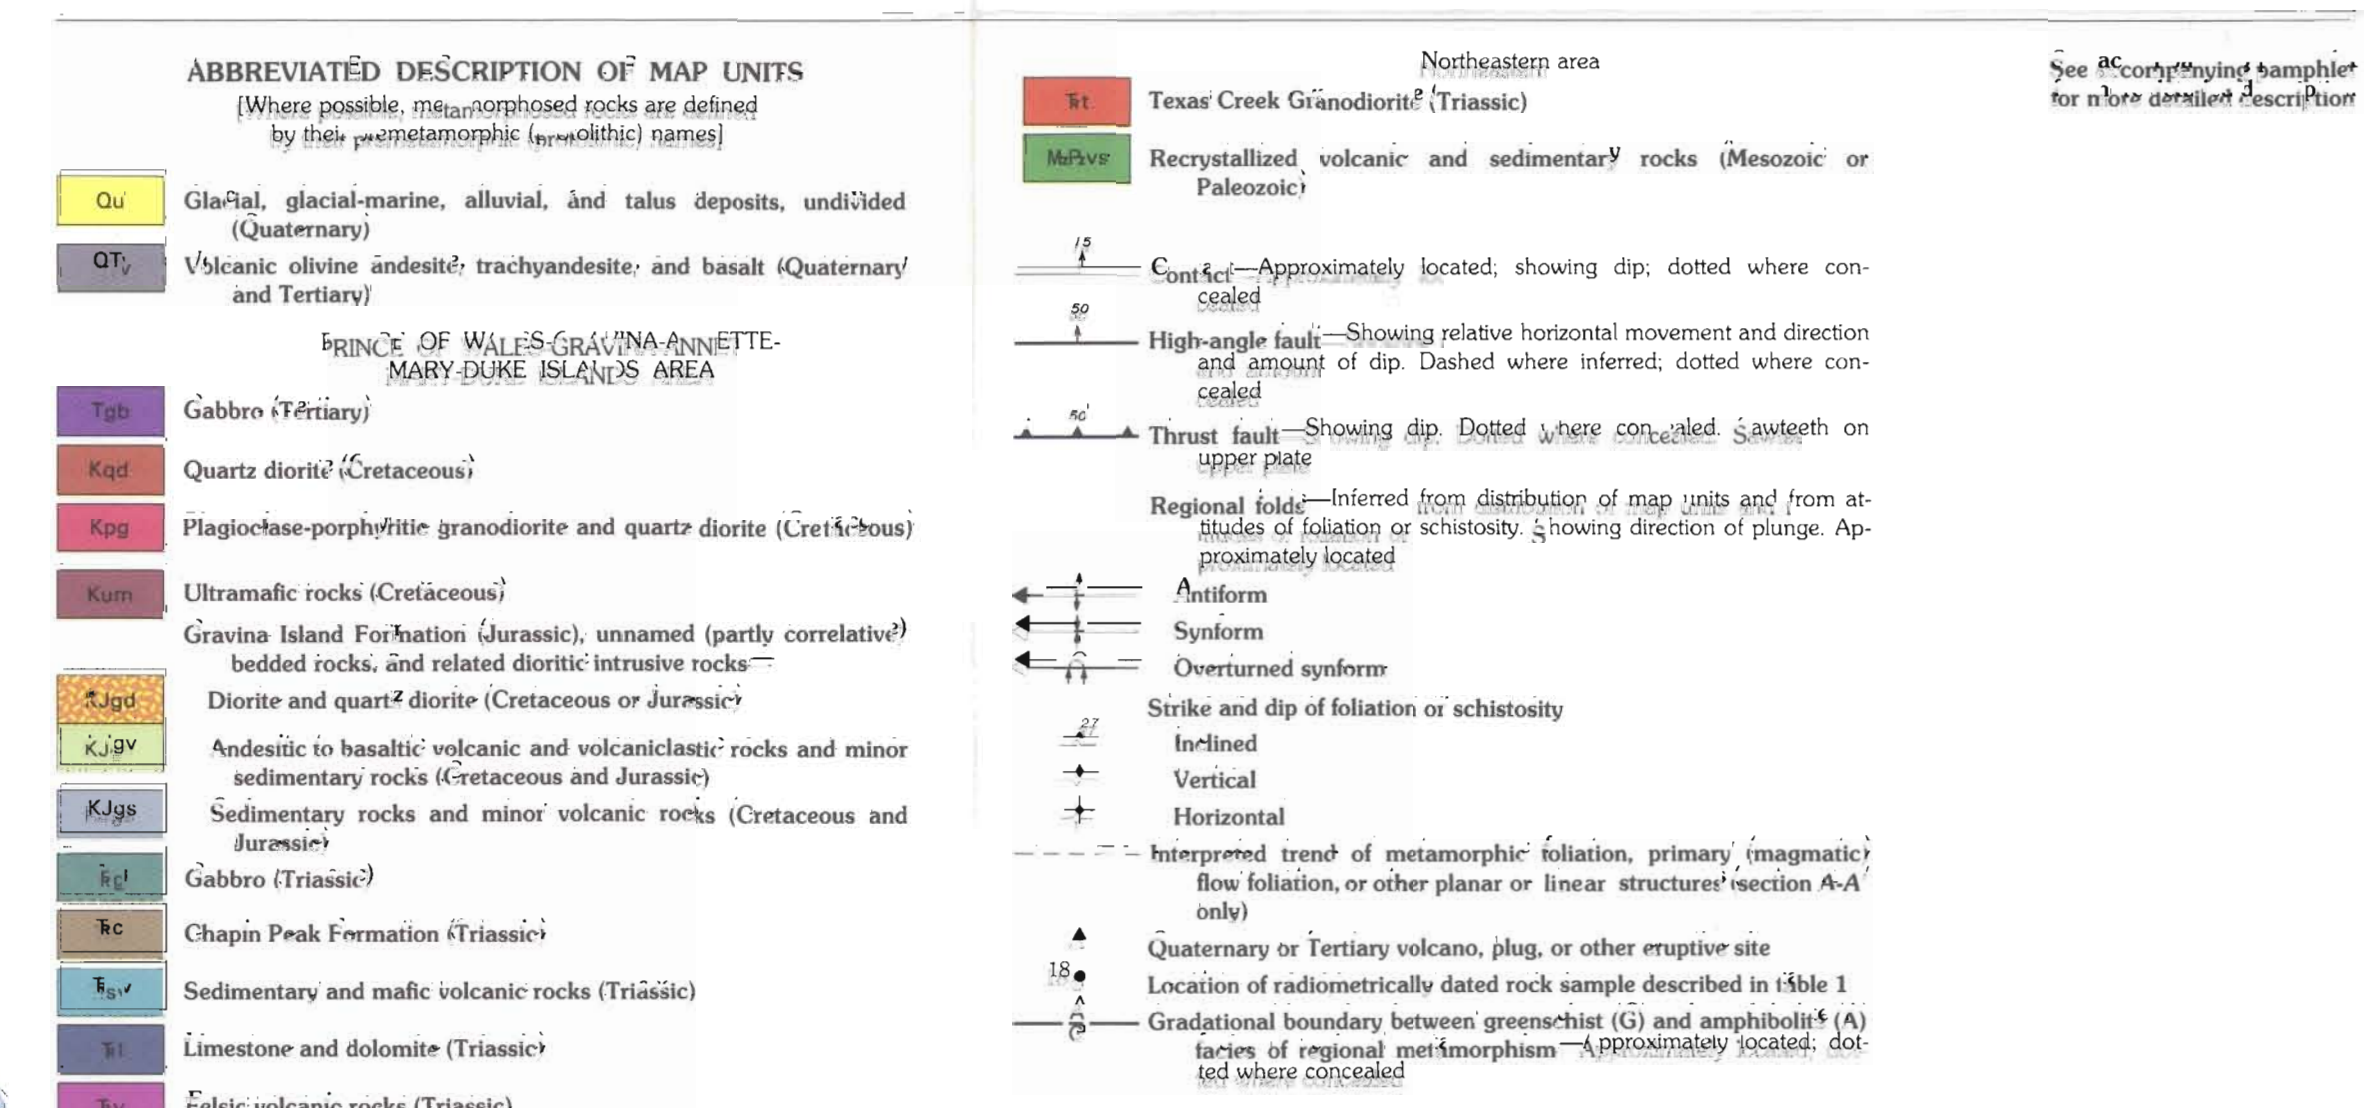 ABBREVIATED DESCRIPTION OF MAP UNITS
[Where possible, metamorphosed rocks are defined
by their premetamorphic (protolithic) names]
Qu Glacial, glacial-marine, alluvial, and talus deposits, undivided
(Quaternary)
QTv Volcanic olivine andesite, trachyandesite, and basalt (Quaternary
and Tertiary)
PRINCE OF WALES-GRAVINA-ANNETTE-
MARY-DUKE ISLANDS AREA
Tgb Gabbro (Tertiary)
Kqd Quartz diorite (Cretaceous)
Kpg Plagioclase-porphyritic granodiorite and quartz diorite (Cretaceous)
Kum Ultramafic rocks (Cretaceous)
Gravina Island Formation (Jurassic), unnamed (partly correlative)
bedded rocks, and related dioritic intrusive rocks—
KJgd Diorite and quartz diorite (Cretaceous or Jurassic)
KJgv Andesitic to basaltic volcanic and volcaniclastic rocks and minor
sedimentary rocks (Cretaceous and Jurassic)
KJgs Sedimentary rocks and minor volcanic rocks (Cretaceous and
Jurassic)
Gabbro (Triassic)
Ŧc Chapin Peak Formation (Triassic)
Ŧsv Sedimentary and mafic volcanic rocks (Triassic)
Ŧl Limestone and dolomite (Triassic)
Ŧv Felsic volcanic rocks (Triassic)
Northeastern area
Ŧt Texas Creek Granodiorite (Triassic)
MzPzvs Recrystallized volcanic and sedimentary rocks (Mesozoic or
Paleozoic)
15
Contact—Approximately located; showing dip; dotted where con-
cealed
50
High-angle fault—Showing relative horizontal movement and direction
and amount of dip. Dashed where inferred; dotted where con-
cealed
50
Thrust fault—Showing dip. Dotted where concealed. Sawteeth on
upper plate
Regional folds—Inferred from distribution of map units and from at-
titudes of foliation or schistosity. Showing direction of plunge. Ap-
proximately located
Antiform
Synform
Overturned synform
Strike and dip of foliation or schistosity
27 Inclined
Vertical
Horizontal
Interpreted trend of metamorphic foliation, primary (magmatic)
flow foliation, or other planar or linear structures (section A-A'
only)
Quaternary or Tertiary volcano, plug, or other eruptive site
18 Location of radiometrically dated rock sample described in table 1
A
G Gradational boundary between greenschist (G) and amphibolite (A)
facies of regional metamorphism—Approximately located; dot-
ted where concealed
See accompanying pamphlet
for more detailed description